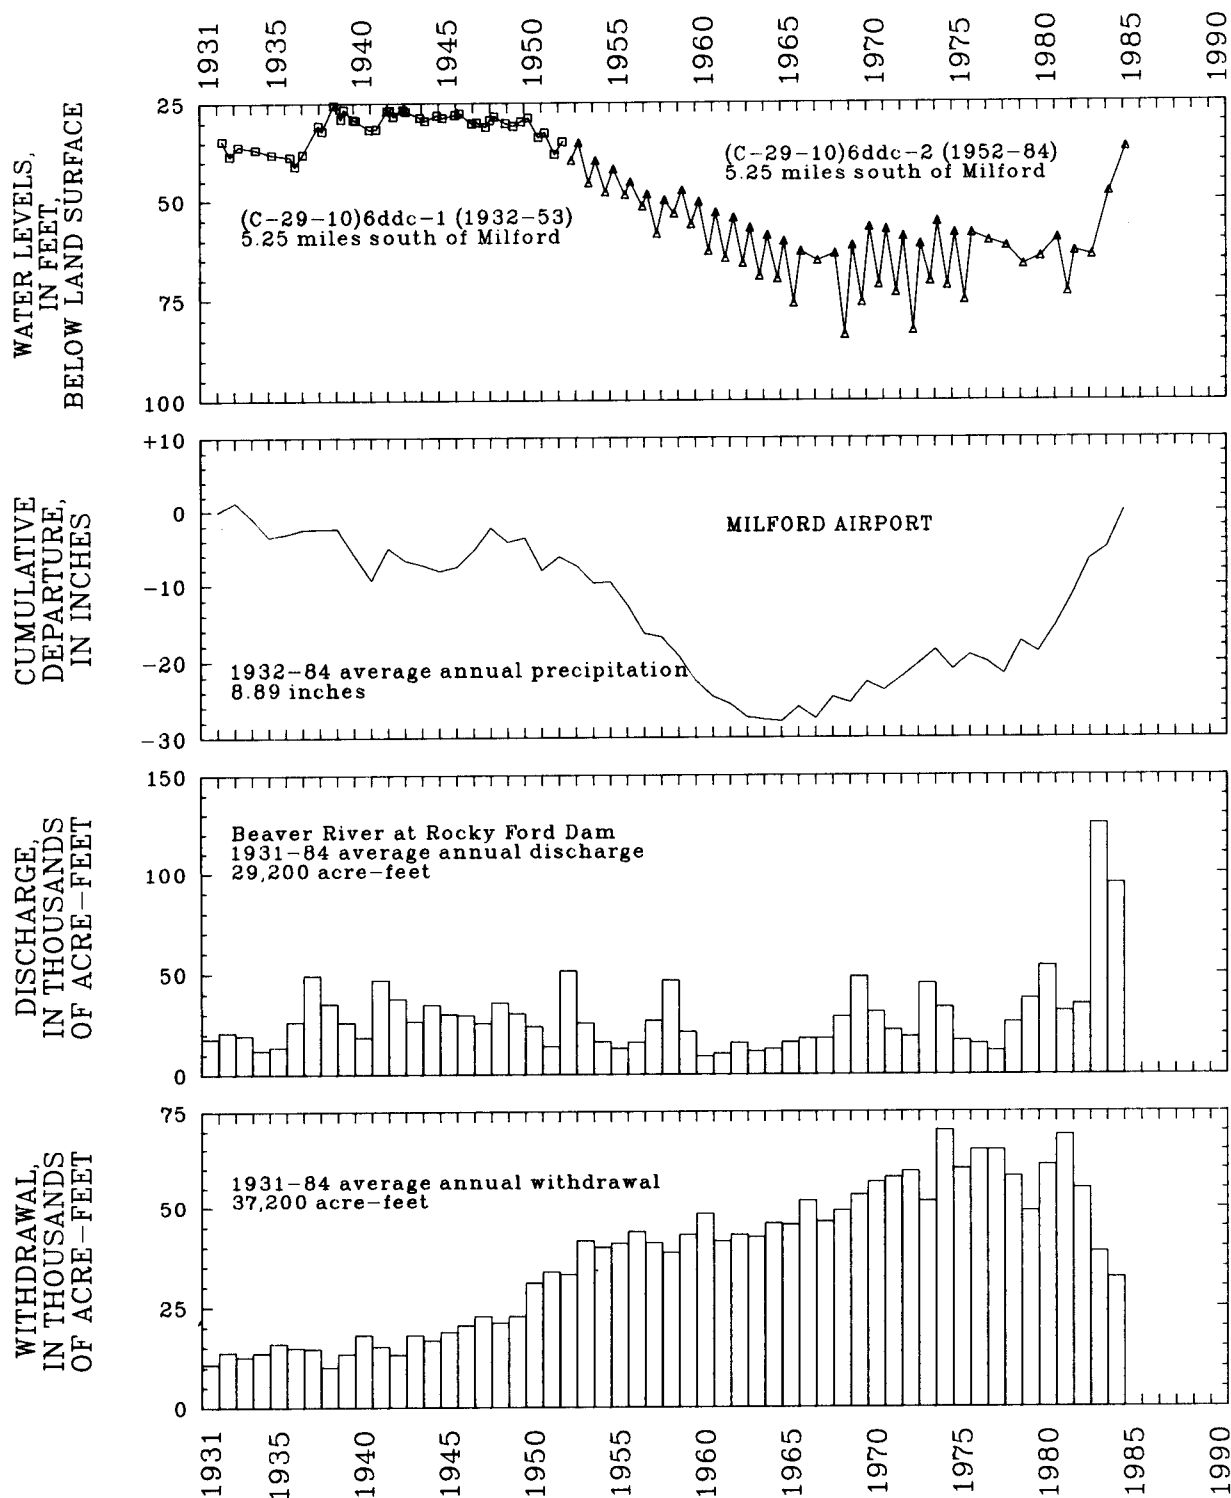 1931 1935 1940 1945 1950 1955 1960 1965 1970 1975 1980 1985 1990
WATER LEVELS,
IN FEET,
BELOW LAND SURFACE
25
50
75
100
(C-29-10)6ddc-1 (1932-53)
5.25 miles south of Milford
(C-29-10)6ddc-2 (1952-84)
5.25 miles south of Milford
CUMULATIVE
DEPARTURE,
IN INCHES
+10
0
-10
-20
-30
MILFORD AIRPORT
1932-84 average annual precipitation
8.89 inches
DISCHARGE,
IN THOUSANDS
OF ACRE-FEET
150
100
50
0
Beaver River at Rocky Ford Dam
1931-84 average annual discharge
29,200 acre-feet
WITHDRAWAL,
IN THOUSANDS
OF ACRE-FEET
75
50
25
0
1931-84 average annual withdrawal
37,200 acre-feet
1931 1935 1940 1945 1950 1955 1960 1965 1970 1975 1980 1985 1990